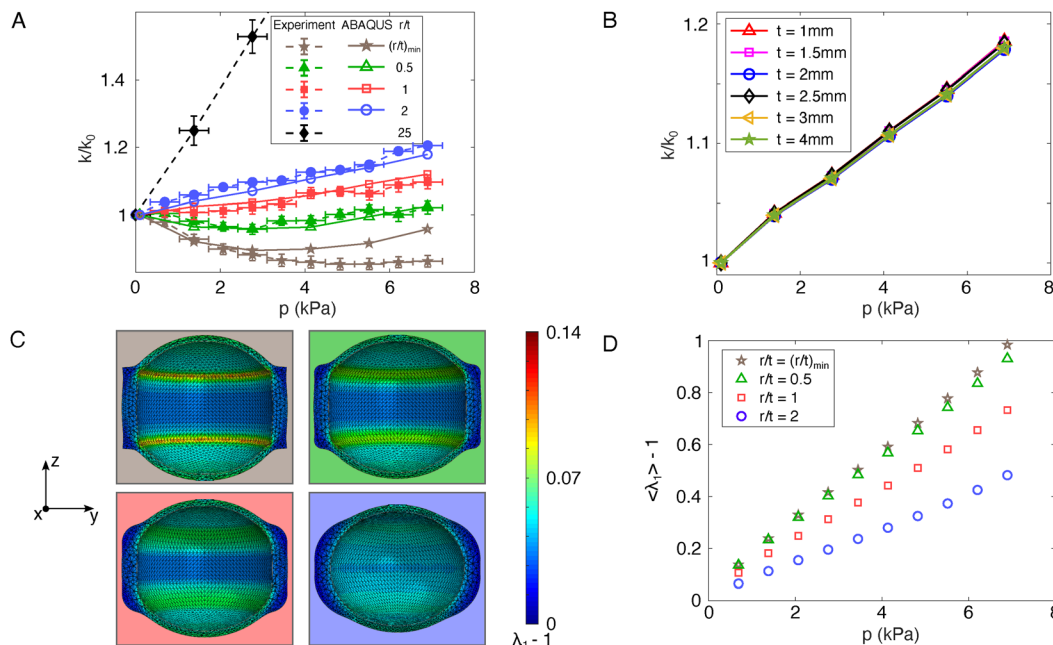 A
Experiment ABAQUS r/t
(r/t)min
0.5
1
2
25
1.4
1.2
1
k/k0
0 2 4 6 8
p (kPa)
B
t = 1mm
t = 1.5mm
t = 2mm
t = 2.5mm
t = 3mm
t = 4mm
1.2
1.1
1
k/k0
0 2 4 6 8
p (kPa)
C
z
x y
0.14
0.07
0
λ1 - 1
D
r/t = (r/t)min
r/t = 0.5
r/t = 1
r/t = 2
1
0.8
0.6
0.4
0.2
0
<λ1> - 1
0 2 4 6 8
p (kPa)